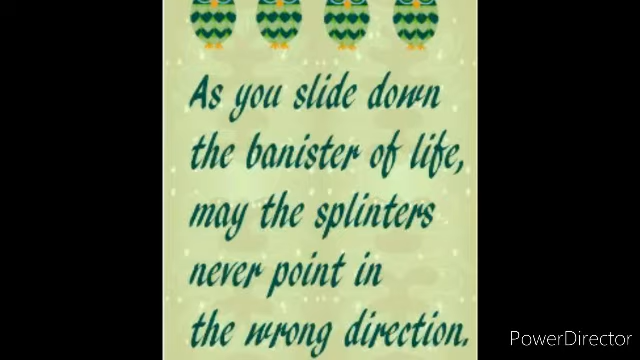 As you slide down
the banister of life,
may the splinters
never point in
the wrong direction.
PowerDirector